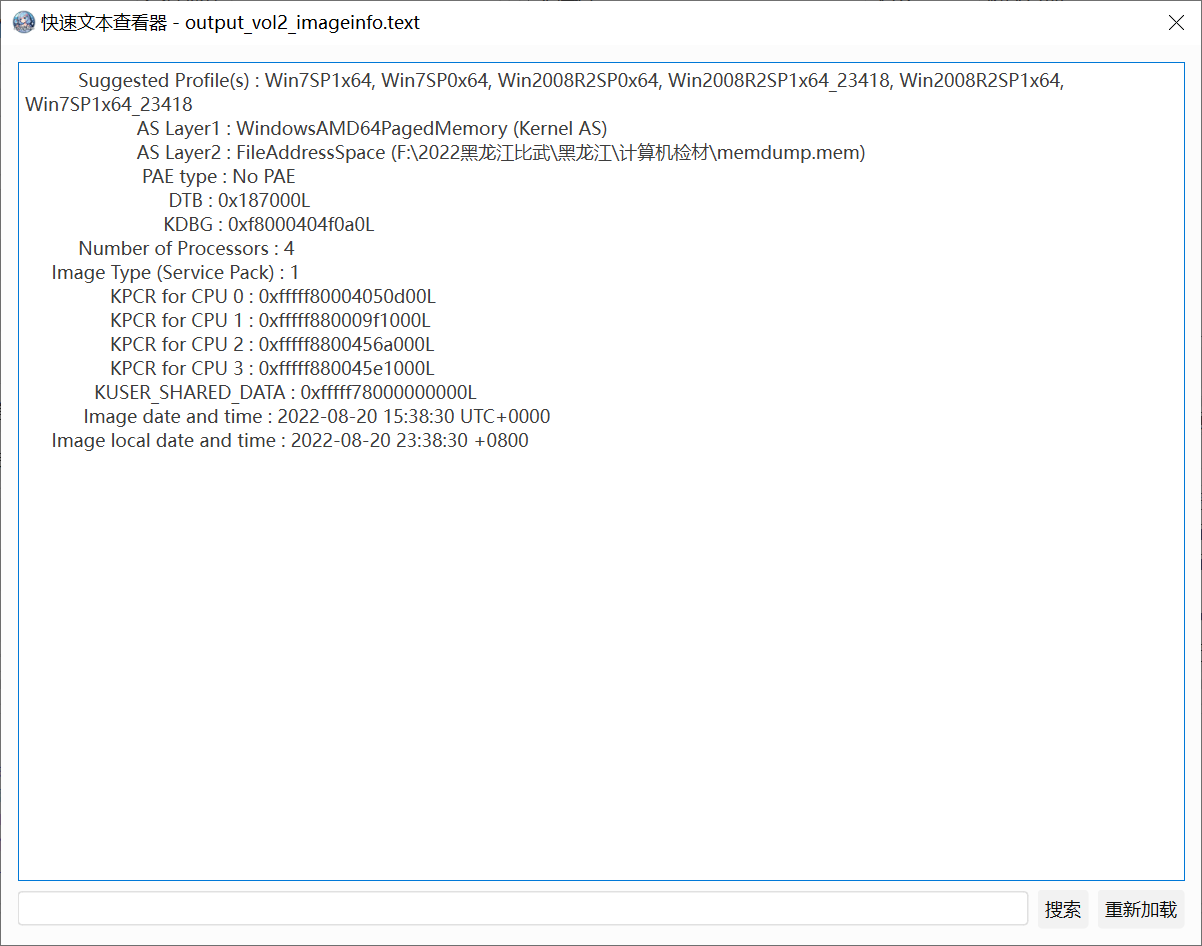 快速文本查看器 - output_vol2_imageinfo.text
Suggested Profile(s) : Win7SP1x64, Win7SP0x64, Win2008R2SP0x64, Win2008R2SP1x64_23418, Win2008R2SP1x64,
Win7SP1x64_23418
AS Layer1 : WindowsAMD64PagedMemory (Kernel AS)
AS Layer2 : FileAddressSpace (F:\2022黑龙江比武\黑龙江\计算机检材\memdump.mem)
PAE type : No PAE
DTB : 0x187000L
KDBG : 0xf8000404f0a0L
Number of Processors : 4
Image Type (Service Pack) : 1
KPCR for CPU 0 : 0xfffff80004050d00L
KPCR for CPU 1 : 0xfffff880009f1000L
KPCR for CPU 2 : 0xfffff8800456a000L
KPCR for CPU 3 : 0xfffff880045e1000L
KUSER_SHARED_DATA : 0xfffff78000000000L
Image date and time : 2022-08-20 15:38:30 UTC+0000
Image local date and time : 2022-08-20 23:38:30 +0800
搜索 重新加载